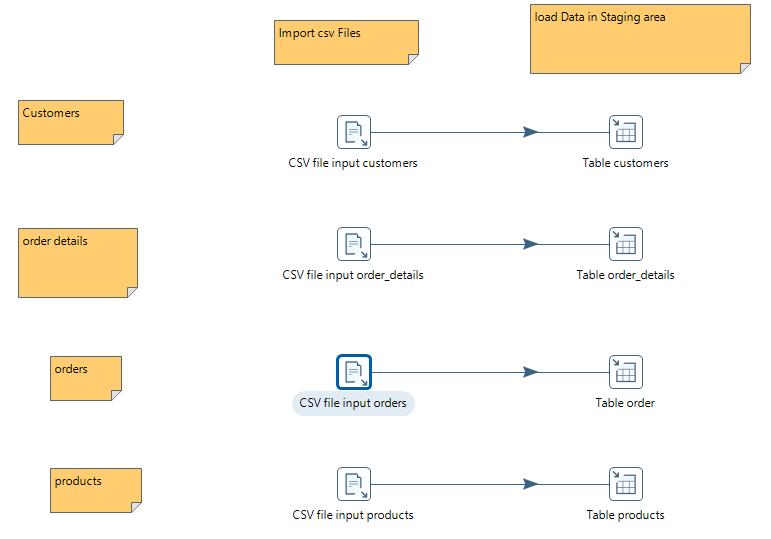 Import csv Files
load Data in Staging area
Customers
CSV file input customers
Table customers
order details
CSV file input order_details
Table order_details
orders
CSV file input orders
Table order
products
CSV file input products
Table products